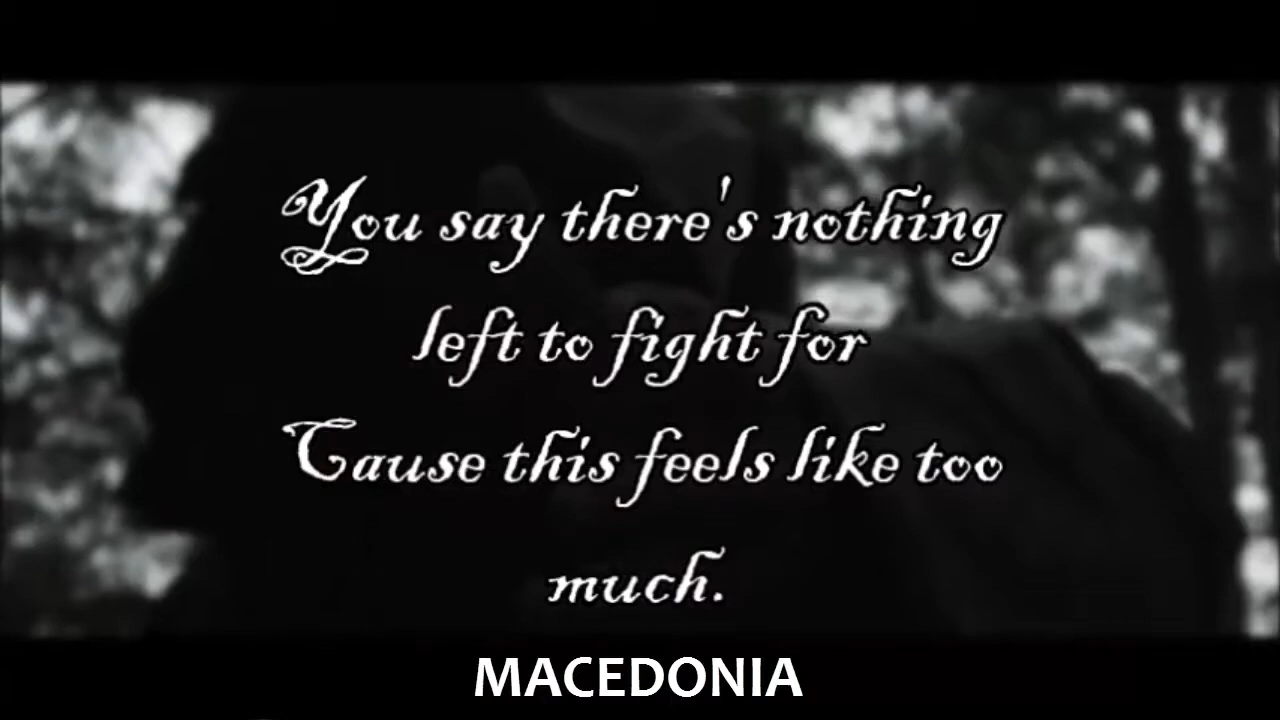 You say there's nothing
left to fight for
Cause this feels like too
much.
MACEDONIA